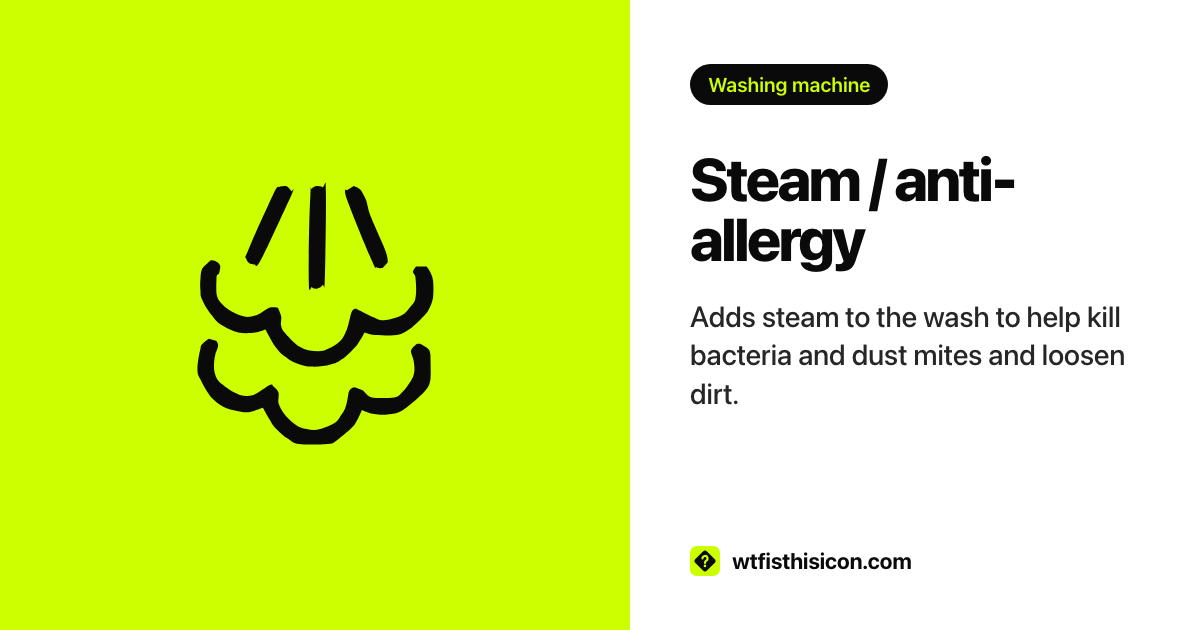 Washing machine
Steam / anti-
allergy
Adds steam to the wash to help kill
bacteria and dust mites and loosen
dirt.
?
wtfisthisicon.com